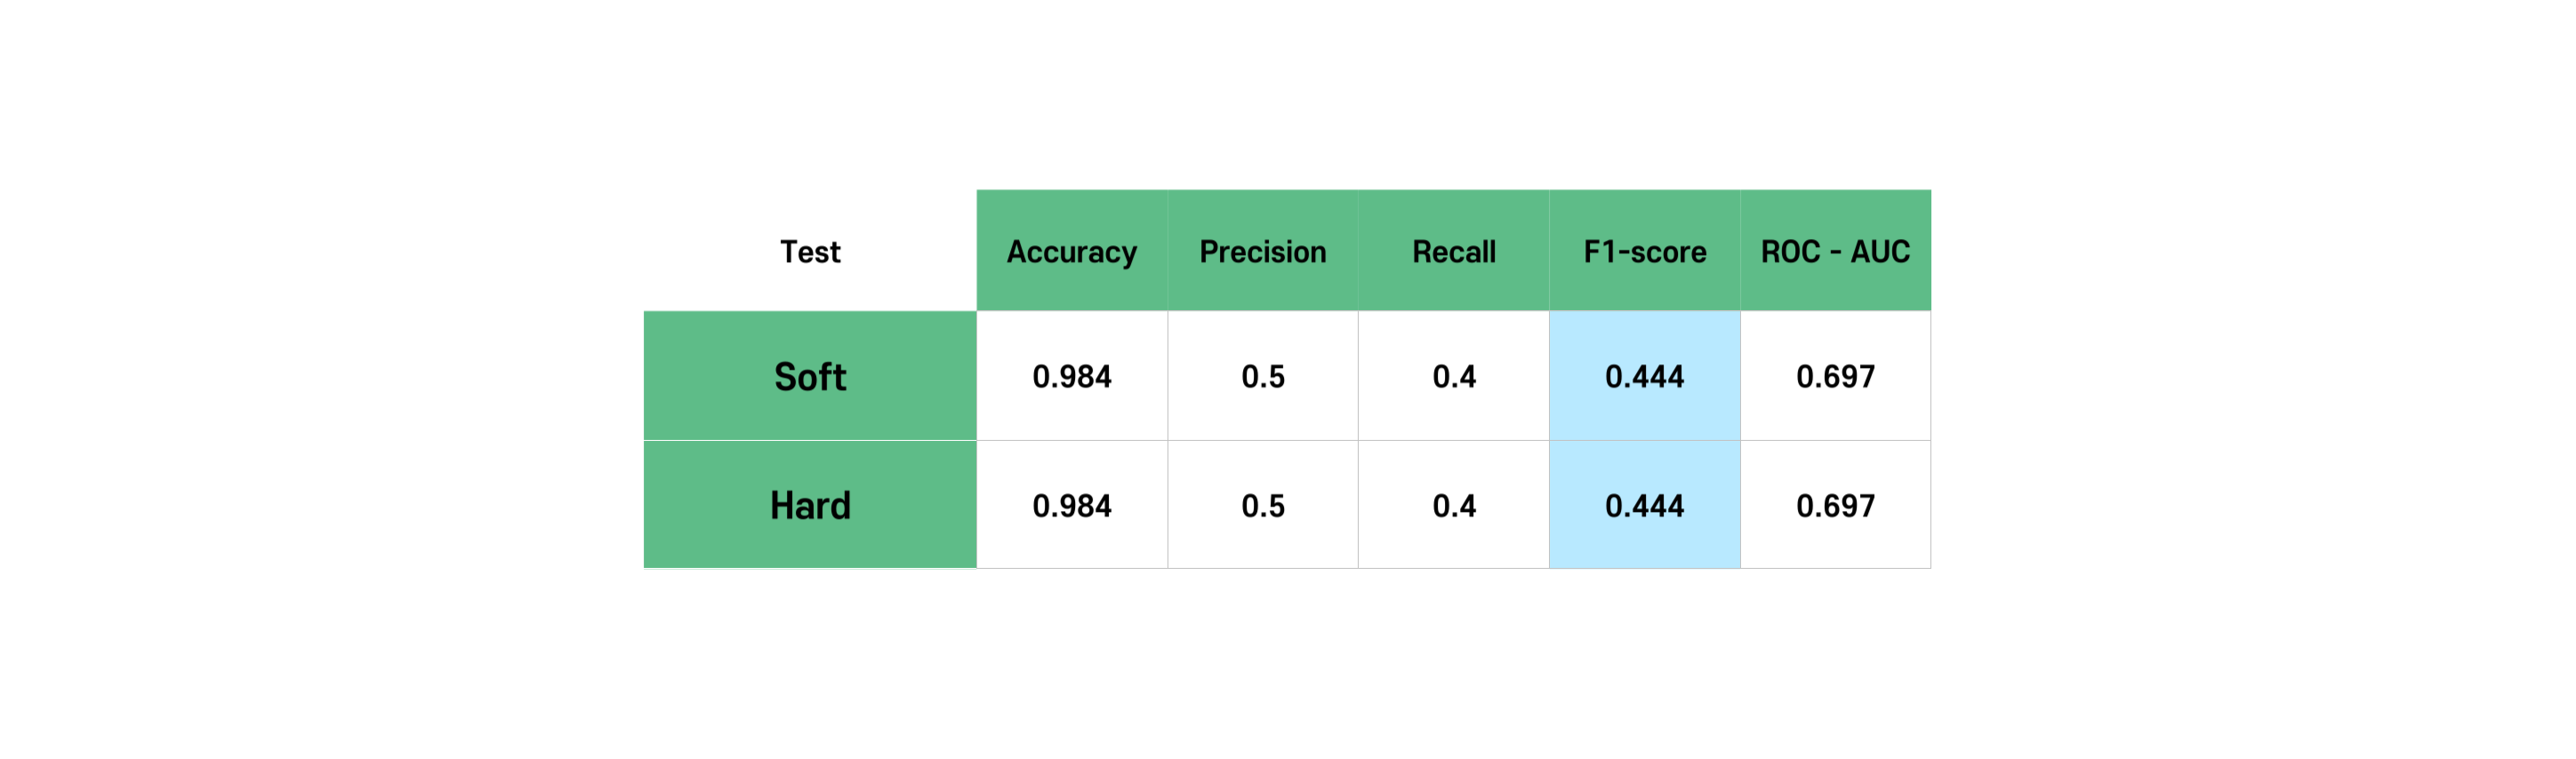 Test Accuracy Precision Recall F1-score ROC - AUC
Soft 0.984 0.5 0.4 0.444 0.697
Hard 0.984 0.5 0.4 0.444 0.697